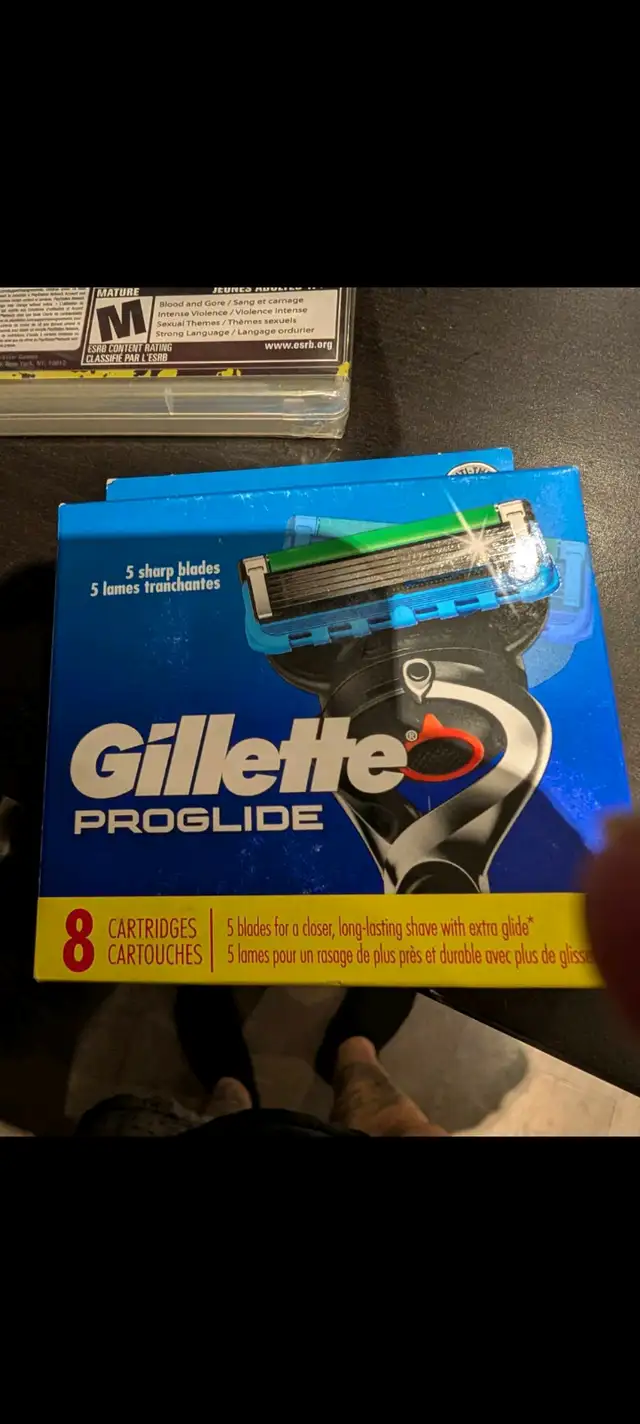 MATURE
M
Blood and Gore / Sang et carnage
Intense Violence / Violence intense
Sexual Themes / Thèmes sexuels
Strong Language / Langage ordurier
ESRB CONTENT RATING
CLASSIFIÉ PAR L'ESRB
www.esrb.org
5 sharp blades
5 lames tranchantes
Gillette®
PROGLIDE
8 CARTRIDGES
CARTOUCHES
5 blades for a closer, long-lasting shave with extra glide*
5 lames pour un rasage de plus près et durable avec plus de glisse